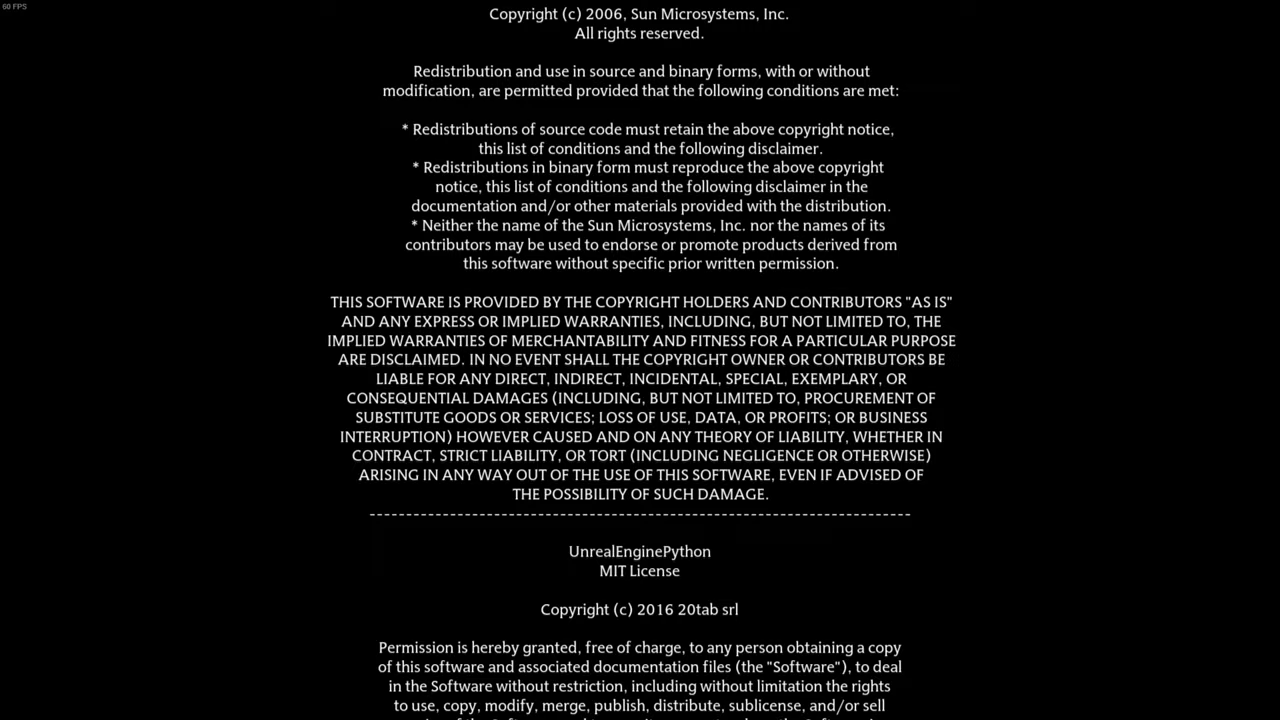 60 FPS
Copyright (c) 2006, Sun Microsystems, Inc.
All rights reserved.
Redistribution and use in source and binary forms, with or without
modification, are permitted provided that the following conditions are met:
* Redistributions of source code must retain the above copyright notice,
this list of conditions and the following disclaimer.
* Redistributions in binary form must reproduce the above copyright
notice, this list of conditions and the following disclaimer in the
documentation and/or other materials provided with the distribution.
* Neither the name of the Sun Microsystems, Inc. nor the names of its
contributors may be used to endorse or promote products derived from
this software without specific prior written permission.
THIS SOFTWARE IS PROVIDED BY THE COPYRIGHT HOLDERS AND CONTRIBUTORS "AS IS"
AND ANY EXPRESS OR IMPLIED WARRANTIES, INCLUDING, BUT NOT LIMITED TO, THE
IMPLIED WARRANTIES OF MERCHANTABILITY AND FITNESS FOR A PARTICULAR PURPOSE
ARE DISCLAIMED. IN NO EVENT SHALL THE COPYRIGHT OWNER OR CONTRIBUTORS BE
LIABLE FOR ANY DIRECT, INDIRECT, INCIDENTAL, SPECIAL, EXEMPLARY, OR
CONSEQUENTIAL DAMAGES (INCLUDING, BUT NOT LIMITED TO, PROCUREMENT OF
SUBSTITUTE GOODS OR SERVICES; LOSS OF USE, DATA, OR PROFITS; OR BUSINESS
INTERRUPTION) HOWEVER CAUSED AND ON ANY THEORY OF LIABILITY, WHETHER IN
CONTRACT, STRICT LIABILITY, OR TORT (INCLUDING NEGLIGENCE OR OTHERWISE)
ARISING IN ANY WAY OUT OF THE USE OF THIS SOFTWARE, EVEN IF ADVISED OF
THE POSSIBILITY OF SUCH DAMAGE.
--------------------------------------------------------------------------
UnrealEnginePython
MIT License
Copyright (c) 2016 20tab srl
Permission is hereby granted, free of charge, to any person obtaining a copy
of this software and associated documentation files (the "Software"), to deal
in the Software without restriction, including without limitation the rights
to use, copy, modify, merge, publish, distribute, sublicense, and/or sell